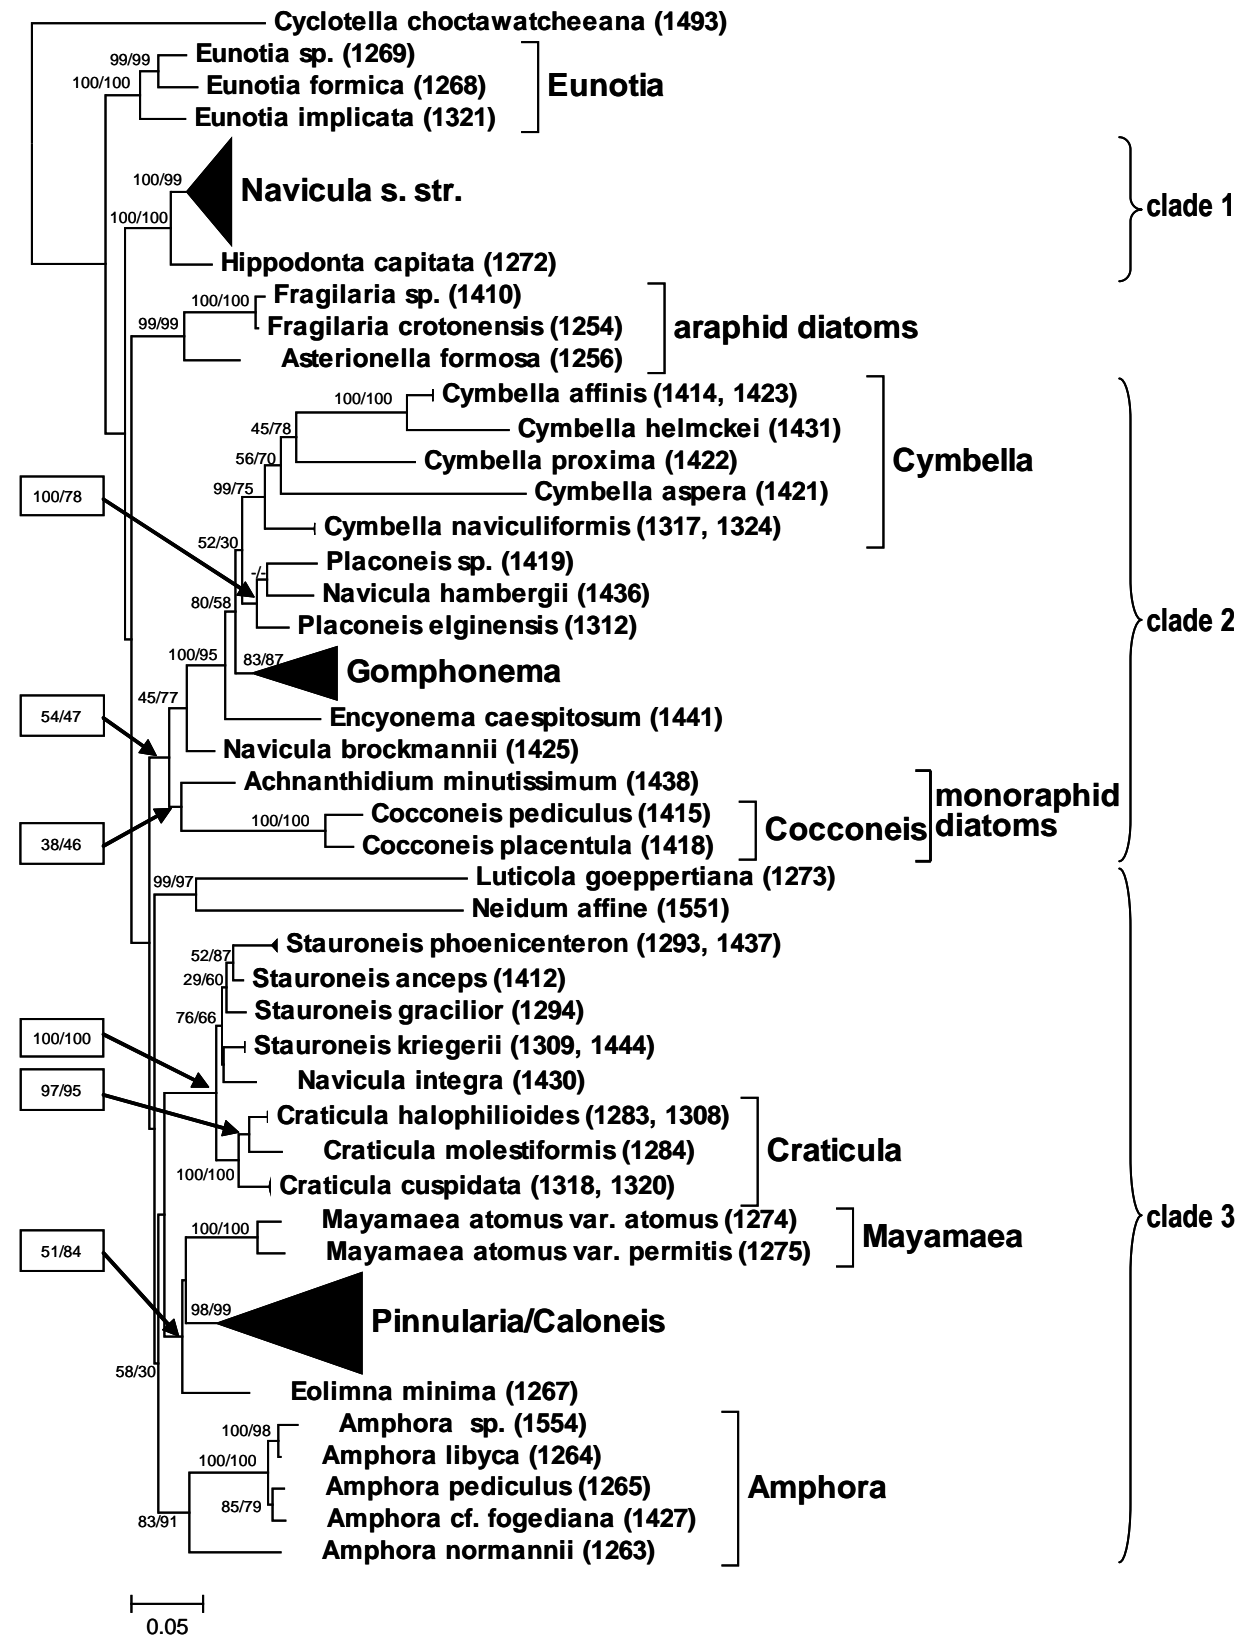 Cyclotella choctawatcheeana (1493)
99/99
Eunotia sp. (1269)
100/100
Eunotia formica (1268)
Eunotia
Eunotia implicata (1321)
100/99
Navicula s. str.
clade 1
100/100
Hippodonta capitata (1272)
100/100
Fragilaria sp. (1410)
99/99
Fragilaria crotonensis (1254)
araphid diatoms
Asterionella formosa (1256)
100/100
Cymbella affinis (1414, 1423)
45/78
Cymbella helmckei (1431)
56/70
Cymbella proxima (1422)
Cymbella
99/75
Cymbella aspera (1421)
100/78
Cymbella naviculiformis (1317, 1324)
52/30
Placoneis sp. (1419)
-/-
Navicula hambergii (1436)
80/58
Placoneis elginensis (1312)
clade 2
100/95
83/87
Gomphonema
45/77
54/47
Encyonema caespitosum (1441)
Navicula brockmannii (1425)
Achnanthidium minutissimum (1438)
monoraphid
diatoms
100/100
Cocconeis pediculus (1415)
Cocconeis
38/46
Cocconeis placentula (1418)
99/97
Luticola goeppertiana (1273)
Neidum affine (1551)
52/87
Stauroneis phoenicenteron (1293, 1437)
29/60
Stauroneis anceps (1412)
76/66
Stauroneis gracilior (1294)
100/100
Stauroneis kriegerii (1309, 1444)
Navicula integra (1430)
97/95
Craticula halophilioides (1283, 1308)
Craticula molestiformis (1284)
Craticula
100/100
Craticula cuspidata (1318, 1320)
clade 3
100/100
Mayamaea atomus var. atomus (1274)
Mayamaea
51/84
Mayamaea atomus var. permitis (1275)
98/99
Pinnularia/Caloneis
58/30
Eolimna minima (1267)
100/98
Amphora sp. (1554)
100/100
Amphora libyca (1264)
Amphora pediculus (1265)
Amphora
85/79
Amphora cf. fogediana (1427)
83/91
Amphora normannii (1263)
0.05